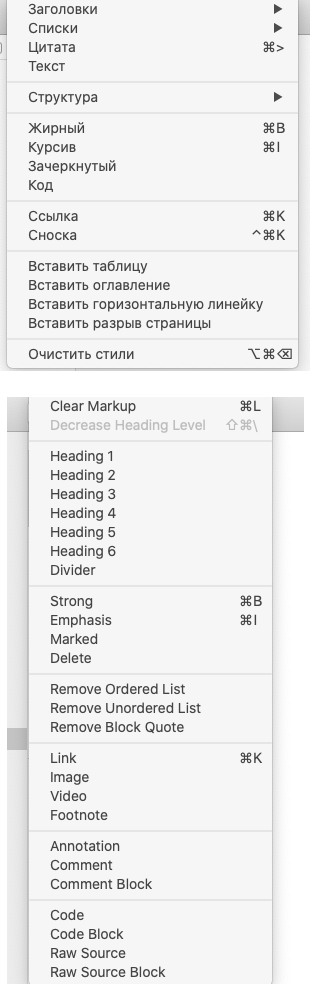 Заголовки ▶
Списки ▶
Цитата ⌘>
Текст
Структура ▶
Жирный ⌘B
Курсив ⌘I
Зачеркнутый
Код
Ссылка ⌘K
Сноска ^⌘K
Вставить таблицу
Вставить оглавление
Вставить горизонтальную линейку
Вставить разрыв страницы
Очистить стили ⌥⌘⌫
Clear Markup ⌘L
Decrease Heading Level ⇧⌘\
Heading 1
Heading 2
Heading 3
Heading 4
Heading 5
Heading 6
Divider
Strong ⌘B
Emphasis ⌘I
Marked
Delete
Remove Ordered List
Remove Unordered List
Remove Block Quote
Link ⌘K
Image
Video
Footnote
Annotation
Comment
Comment Block
Code
Code Block
Raw Source
Raw Source Block